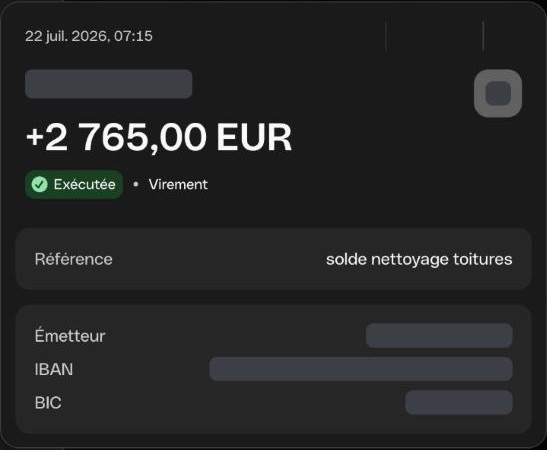 22 juil. 2026, 07:15
+2 765,00 EUR
Exécutée • Virement
Référence solde nettoyage toitures
Émetteur
IBAN
BIC